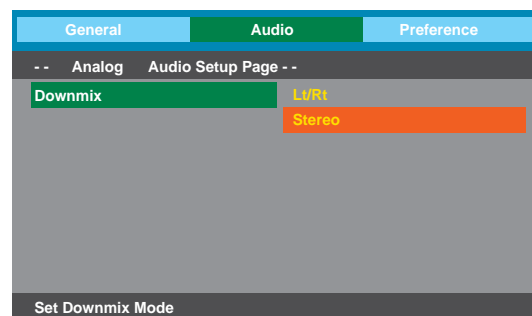 General Audio Preference
- - Analog Audio Setup Page - -
Downmix Lt/Rt
Stereo
Set Downmix Mode